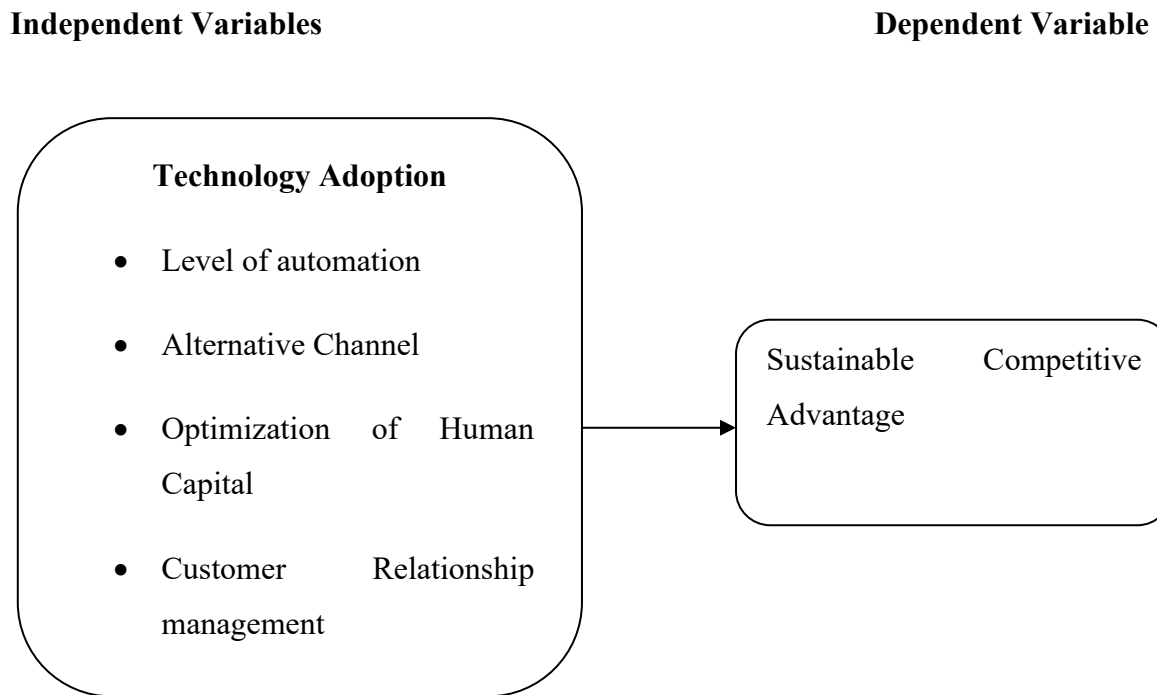 Independent Variables
Dependent Variable
Technology Adoption
• Level of automation
• Alternative Channel
• Optimization of Human
Capital
• Customer Relationship
management
Sustainable Competitive
Advantage